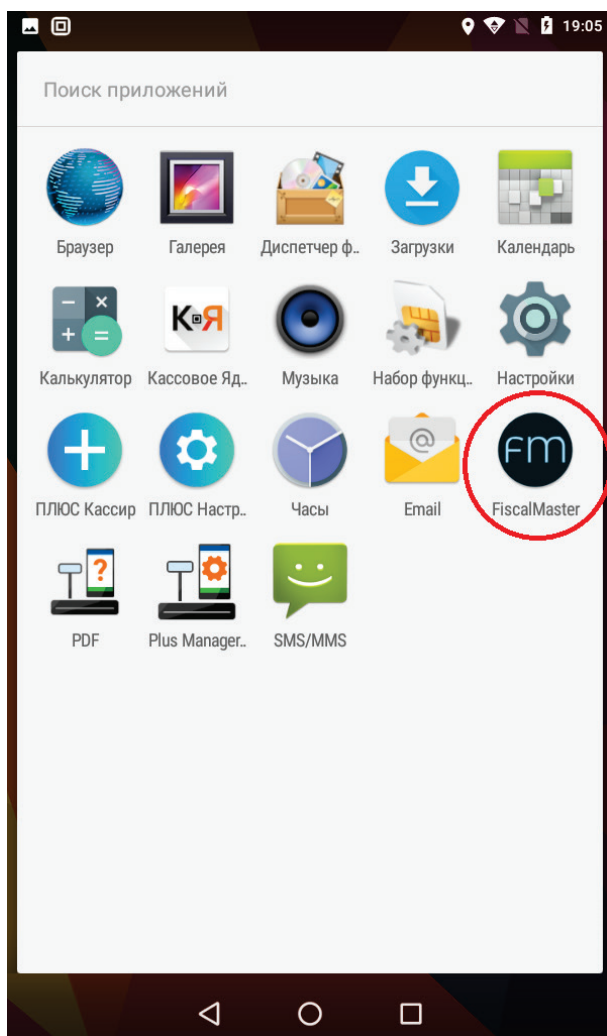 19:05
Поиск приложений
Браузер Галерея Диспетчер ф.. Загрузки Календарь
К Я
Калькулятор Кассовое Яд.. Музыка Набор функц.. Настройки
@ FM
ПЛЮС Кассир ПЛЮС Настр.. Часы Email FiscalMaster
?
PDF Plus Manager.. SMS/MMS